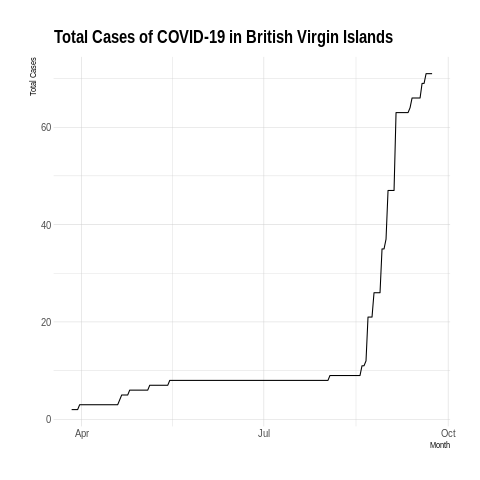 Total Cases of COVID-19 in British Virgin Islands
Total Cases
60
40
20
0
Apr
Jul
Oct
Month